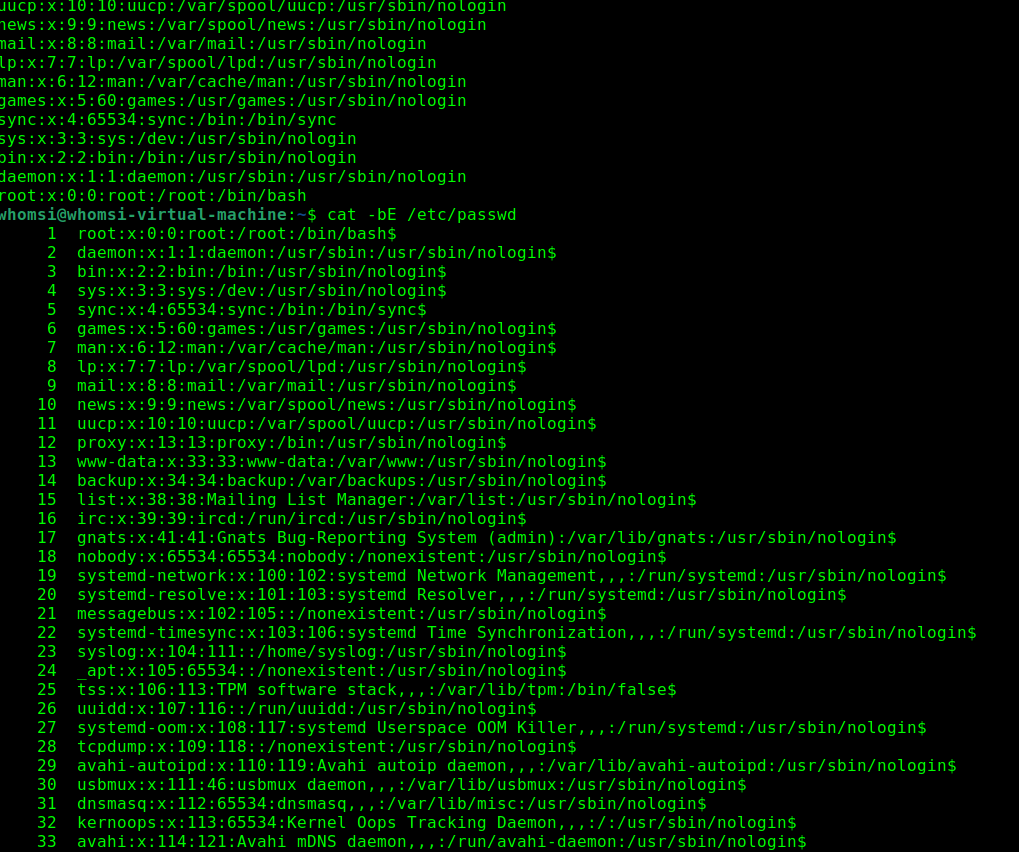 uucp:x:10:10:uucp:/var/spool/uucp:/usr/sbin/nologin
news:x:9:9:news:/var/spool/news:/usr/sbin/nologin
mail:x:8:8:mail:/var/mail:/usr/sbin/nologin
lp:x:7:7:lp:/var/spool/lpd:/usr/sbin/nologin
man:x:6:12:man:/var/cache/man:/usr/sbin/nologin
games:x:5:60:games:/usr/games:/usr/sbin/nologin
sync:x:4:65534:sync:/bin:/bin/sync
sys:x:3:3:sys:/dev:/usr/sbin/nologin
bin:x:2:2:bin:/bin:/usr/sbin/nologin
daemon:x:1:1:daemon:/usr/sbin:/usr/sbin/nologin
root:x:0:0:root:/root:/bin/bash
whomsi@whomsi-virtual-machine:~$ cat -bE /etc/passwd
1 root:x:0:0:root:/root:/bin/bash$
2 daemon:x:1:1:daemon:/usr/sbin:/usr/sbin/nologin$
3 bin:x:2:2:bin:/bin:/usr/sbin/nologin$
4 sys:x:3:3:sys:/dev:/usr/sbin/nologin$
5 sync:x:4:65534:sync:/bin:/bin/sync$
6 games:x:5:60:games:/usr/games:/usr/sbin/nologin$
7 man:x:6:12:man:/var/cache/man:/usr/sbin/nologin$
8 lp:x:7:7:lp:/var/spool/lpd:/usr/sbin/nologin$
9 mail:x:8:8:mail:/var/mail:/usr/sbin/nologin$
10 news:x:9:9:news:/var/spool/news:/usr/sbin/nologin$
11 uucp:x:10:10:uucp:/var/spool/uucp:/usr/sbin/nologin$
12 proxy:x:13:13:proxy:/bin:/usr/sbin/nologin$
13 www-data:x:33:33:www-data:/var/www:/usr/sbin/nologin$
14 backup:x:34:34:backup:/var/backups:/usr/sbin/nologin$
15 list:x:38:38:Mailing List Manager:/var/list:/usr/sbin/nologin$
16 irc:x:39:39:ircd:/run/ircd:/usr/sbin/nologin$
17 gnats:x:41:41:Gnats Bug-Reporting System (admin):/var/lib/gnats:/usr/sbin/nologin$
18 nobody:x:65534:65534:nobody:/nonexistent:/usr/sbin/nologin$
19 systemd-network:x:100:102:systemd Network Management,,,:/run/systemd:/usr/sbin/nologin$
20 systemd-resolve:x:101:103:systemd Resolver,,,:/run/systemd:/usr/sbin/nologin$
21 messagebus:x:102:105::/nonexistent:/usr/sbin/nologin$
22 systemd-timesync:x:103:106:systemd Time Synchronization,,,:/run/systemd:/usr/sbin/nologin$
23 syslog:x:104:111::/home/syslog:/usr/sbin/nologin$
24 _apt:x:105:65534::/nonexistent:/usr/sbin/nologin$
25 tss:x:106:113:TPM software stack,,,:/var/lib/tpm:/bin/false$
26 uuidd:x:107:116::/run/uuidd:/usr/sbin/nologin$
27 systemd-oom:x:108:117:systemd Userspace OOM Killer,,,:/run/systemd:/usr/sbin/nologin$
28 tcpdump:x:109:118::/nonexistent:/usr/sbin/nologin$
29 avahi-autoipd:x:110:119:Avahi autoip daemon,,,:/var/lib/avahi-autoipd:/usr/sbin/nologin$
30 usbmux:x:111:46:usbmux daemon,,,:/var/lib/usbmux:/usr/sbin/nologin$
31 dnsmasq:x:112:65534:dnsmasq,,,:/var/lib/misc:/usr/sbin/nologin$
32 kernoops:x:113:65534:Kernel Oops Tracking Daemon,,,:/:/usr/sbin/nologin$
33 avahi:x:114:121:Avahi mDNS daemon,,,:/run/avahi-daemon:/usr/sbin/nologin$